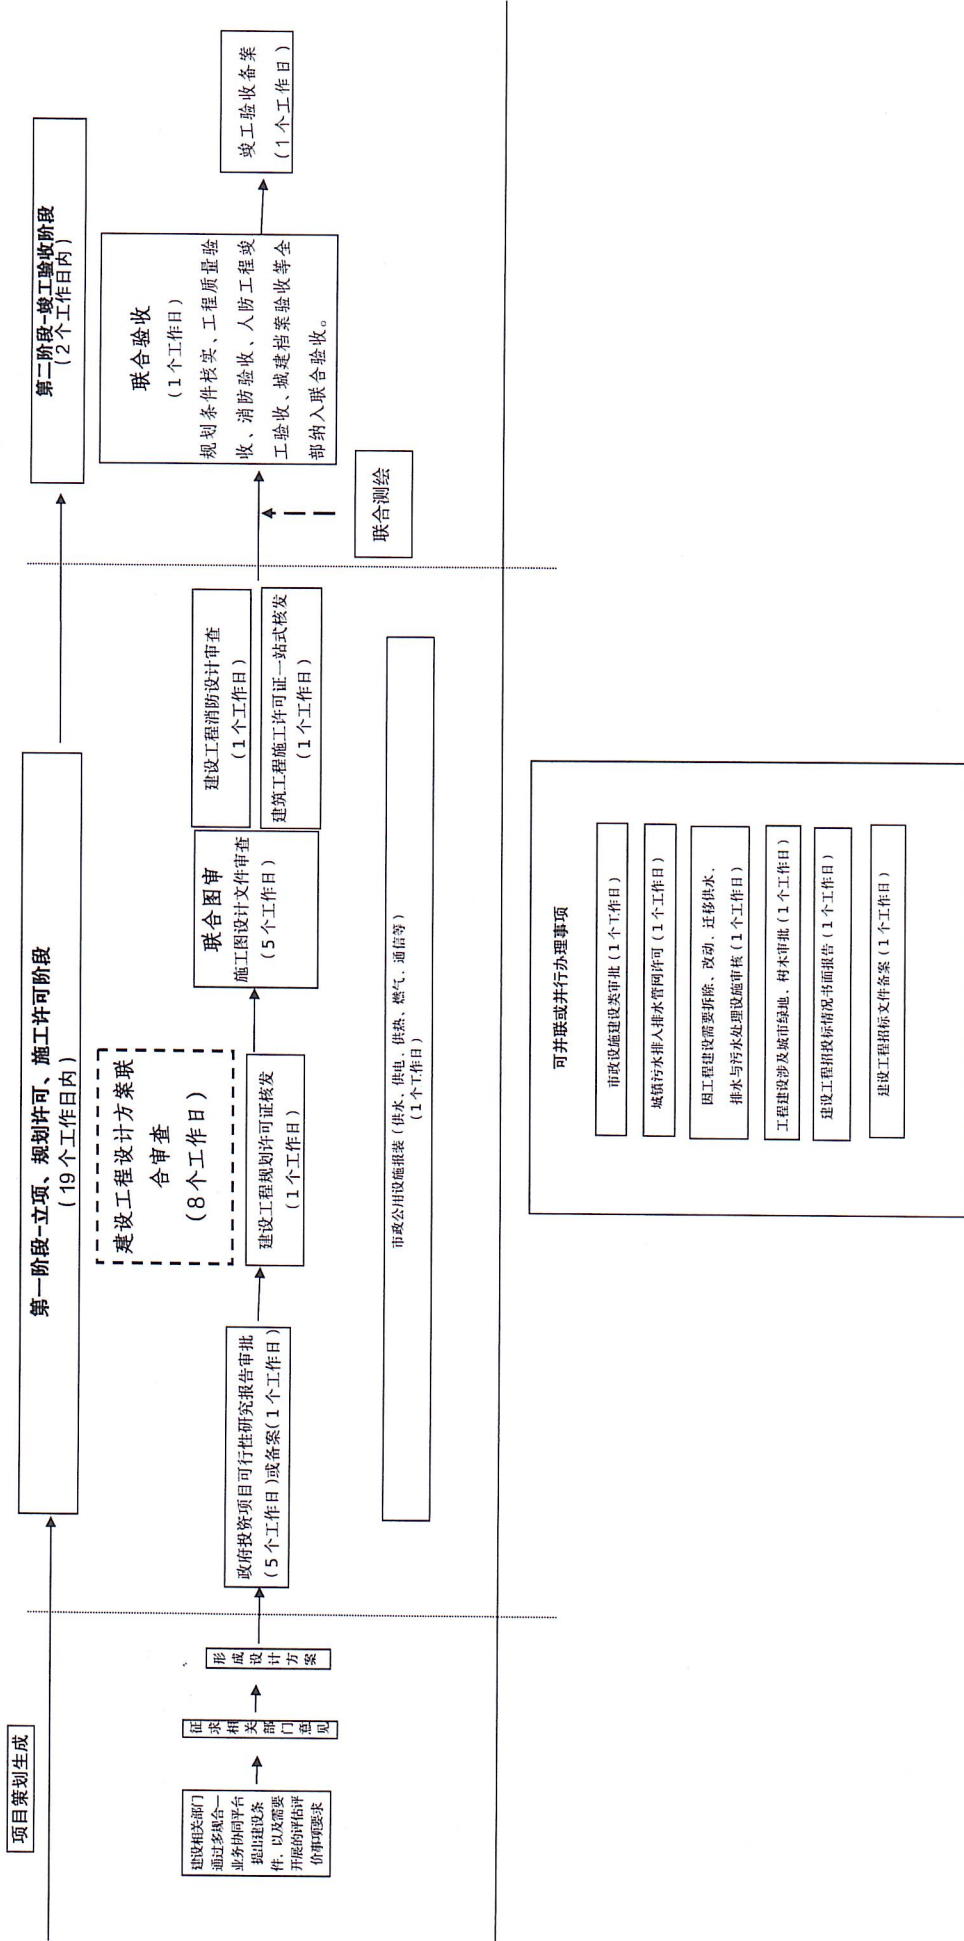 项目策划生成
第一阶段-立项、规划许可、施工许可阶段
(19个工作日内)
第二阶段-竣工验收阶段
(2个工作日内)
建设相关部门
通过多规合一
业务协同平台
提出建设条
件，以及需要
开展的评估评
价事项要求
征求相关部门意见
形成设计方案
政府投资项目可行性研究报告审批
(5个工作日)或备案(1个工作日)
建设工程设计方案联
合审查
(8个工作日)
建设工程规划许可证核发
(1个工作日)
联合图审
施工图设计文件审查
(5个工作日)
建设工程消防设计审查
(1个工作日)
建筑工程施工许可证一站式核发
(1个工作日)
市政公用设施报装(供水、供电、供热、燃气、通信等)
(1个工作日)
联合测绘
联合验收
(1个工作日)
规划条件核实、工程质量验
收、消防验收、人防工程竣
工验收、城建档案验收等全
部纳入联合验收。
竣工验收备案
(1个工作日)
可并联或并行办理事项
市政设施建设类审批(1个工作日)
城镇污水排入排水管网许可(1个工作日)
因工程建设需要拆除、改动、迁移供水、
排水与污水处理设施审核(1个工作日)
工程建设涉及城市绿地、树木审批(1个工作日)
建设工程招投标情况书面报告(1个工作日)
建设工程招标文件备案(1个工作日)